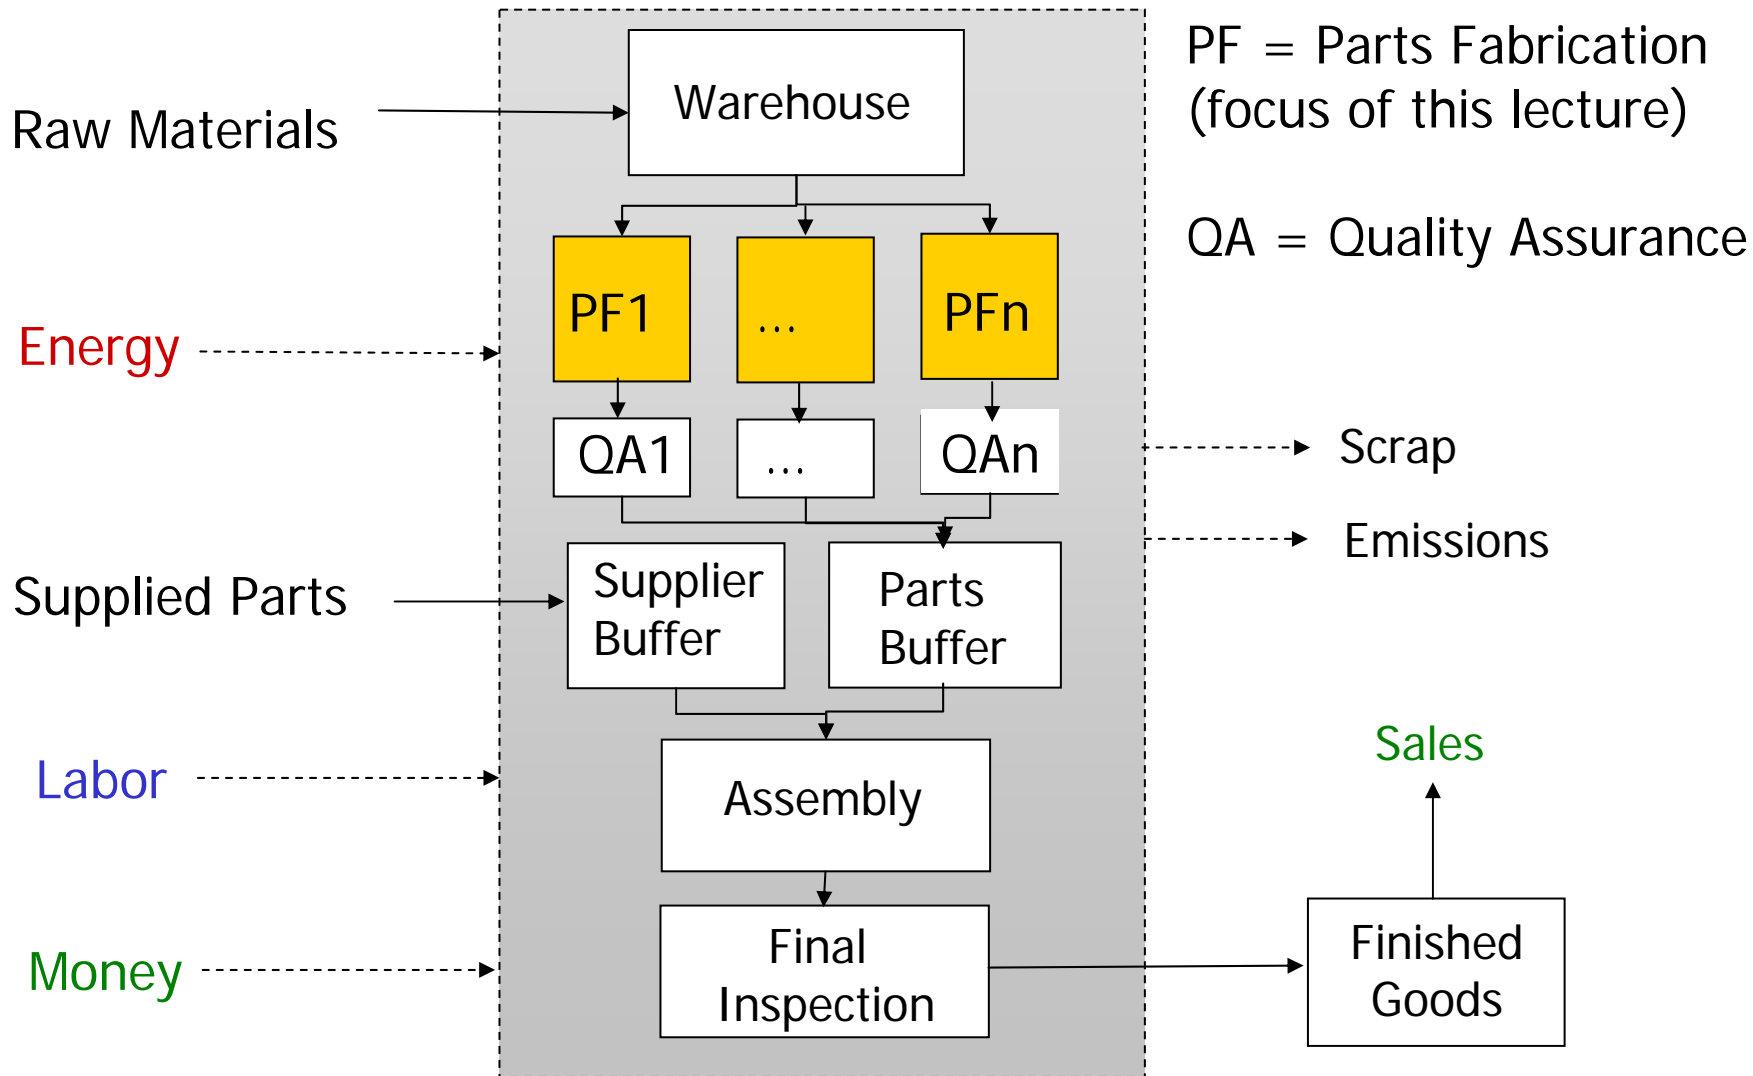 PF = Parts Fabrication
(focus of this lecture)
QA = Quality Assurance
Raw Materials
Warehouse
PF1
...
PFn
Energy
QA1
...
QAn
Scrap
Emissions
Supplied Parts
Supplier
Buffer
Parts
Buffer
Labor
Assembly
Sales
Money
Final
Inspection
Finished
Goods